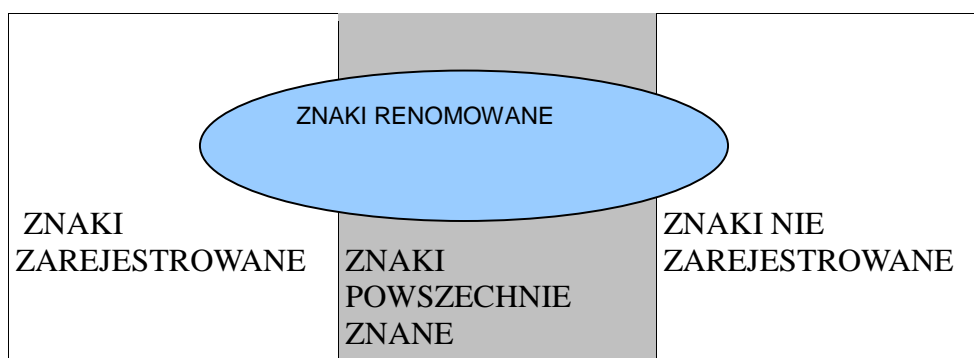 ZNAKI RENOMOWANE
ZNAKI
ZAREJESTROWANE
ZNAKI
POWSZECHNIE
ZNANE
ZNAKI NIE
ZAREJESTROWANE